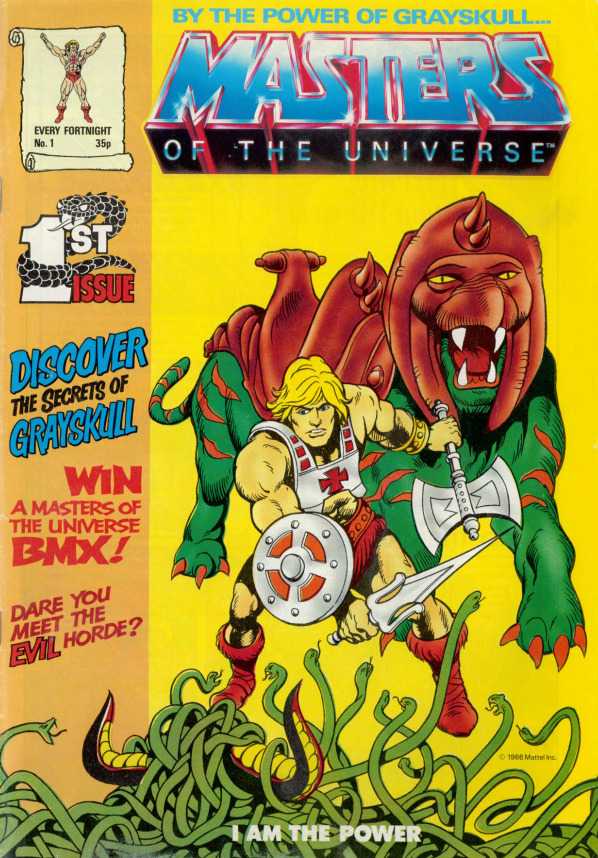 BY THE POWER OF GRAYSKULL...
MASTERS
OF THE UNIVERSE™
EVERY FORTNIGHT
No. 1 35p
1ST
ISSUE
DISCOVER
THE SECRETS OF
GRAYSKULL
WIN
A MASTERS OF
THE UNIVERSE
BMX!
DARE YOU
MEET THE
EVIL HORDE?
© 1986 Mattel Inc.
I AM THE POWER